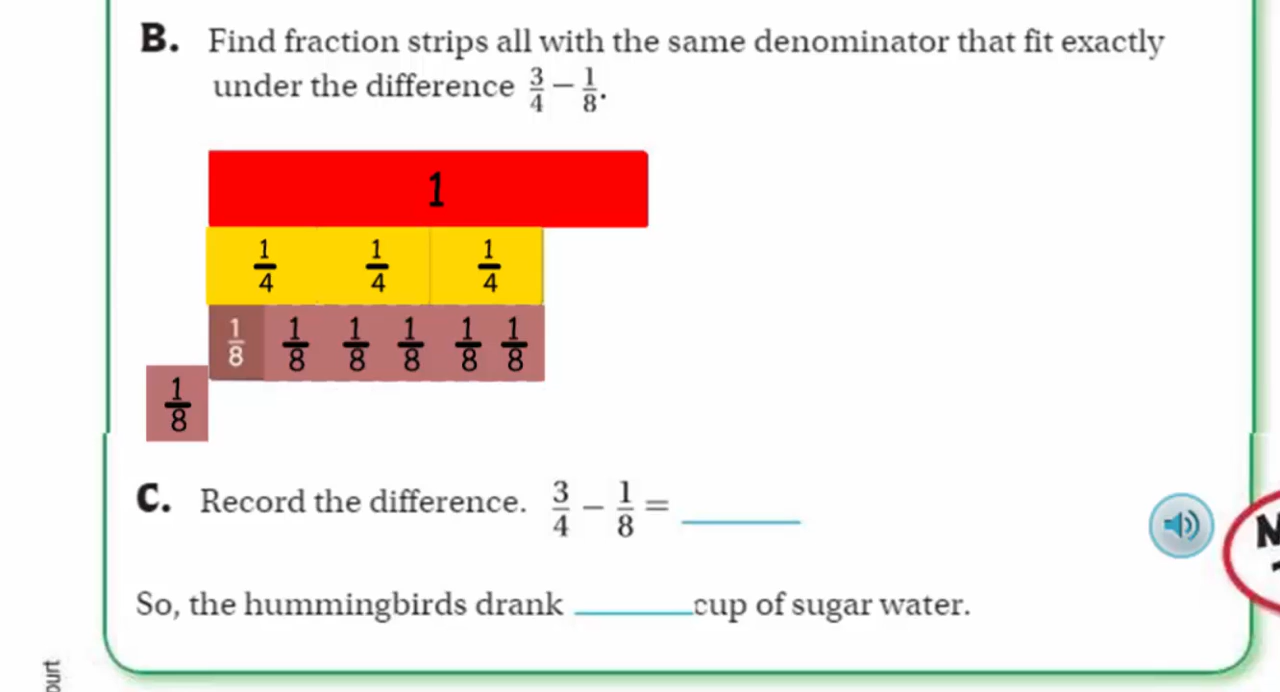 B. Find fraction strips all with the same denominator that fit exactly
under the difference 3/4 − 1/8.
1
1/4 1/4 1/4
1/8 1/8 1/8 1/8 1/8 1/8
1/8
C. Record the difference. 3/4 − 1/8 = ______
So, the hummingbirds drank ______ cup of sugar water.